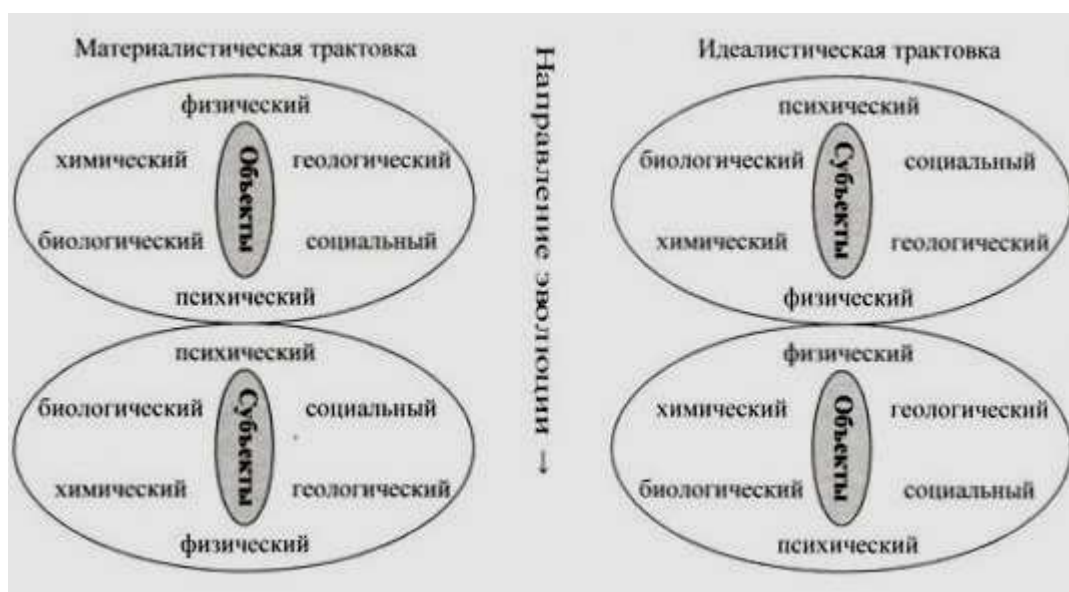 Материалистическая трактовка
физический
химический
Объекты
геологический
биологический
социальный
психический
психический
биологический
Субъекты
социальный
химический
геологический
физический
Направление эволюции →
Идеалистическая трактовка
психический
биологический
Субъекты
социальный
химический
геологический
физический
физический
химический
Объекты
геологический
биологический
социальный
психический